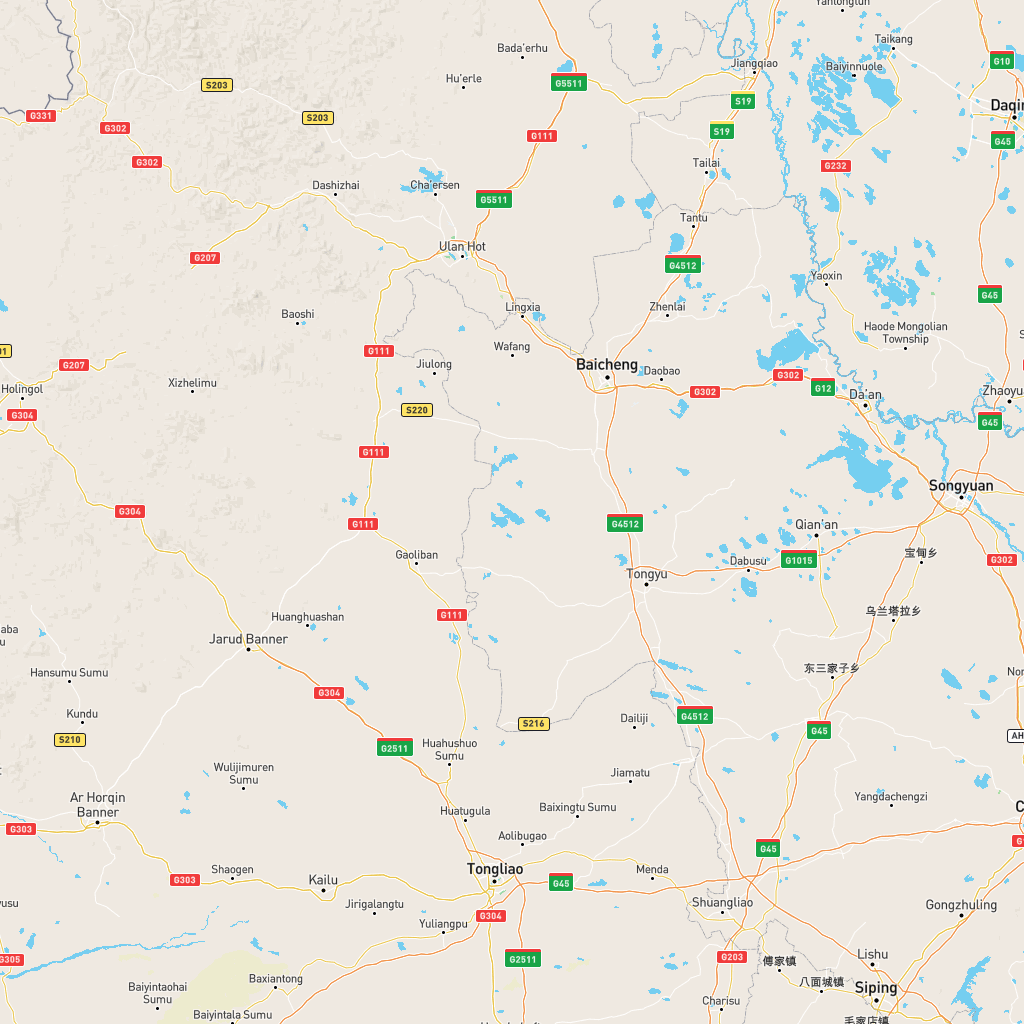 Yanlongtun
Taikang
Bada'erhu
G10
Jiangqiao
Baiyinnuole
Hu'erle
G5511
S203
S19
Daqin
G331
S203
G302
S19
G111
G45
G302
Tailai
G232
Dashizhai
Cha'ersen
G5511
Tantu
Ulan Hot
G207
G4512
Yaoxin
G45
Lingxia
Zhenlai
Baoshi
Haode Mongolian
Township
01
G111
Wafang
G207
Jiulong
Baicheng
Daobao
G302
Xizhelimu
G12
Holingol
G302
Da'an
Zhaoyua
S220
G304
G45
G111
Songyuan
G304
G111
G4512
Qian'an
宝甸乡
Gaoliban
Dabusu
G1015
G302
Tongyu
Huanghuashan
G111
乌兰塔拉乡
aba
u
Jarud Banner
Hansumu Sumu
东三家子乡
Nor
G304
Kundu
S216
Dailiji
G4512
G45
S210
G2511
Huahushuo
Sumu
AH
Wulijimuren
Sumu
Jiamatu
Ar Horqin
Banner
Huatugula
Baixingtu Sumu
Yangdachengzi
C
G303
Aolibugao
G1
G45
Shaogen
Tongliao
Menda
G303
Kailu
G45
yusu
Jirigalangtu
Shuangliao
Gongzhuling
G304
Yuliangpu
G305
G2511
G203
傅家镇
Lishu
Baxiantong
八面城镇
Baiyintaohai
Sumu
Siping
Charisu
Baiyintala Sumu
毛家店镇